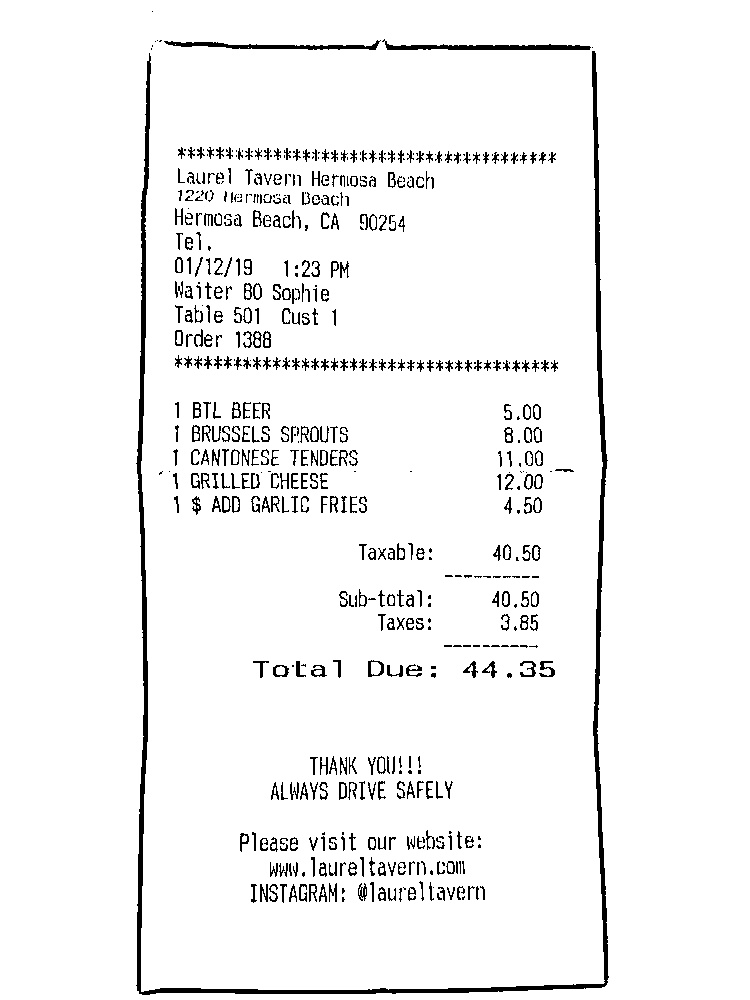 ****************************************
Laurel Tavern Hermosa Beach
1220 Hermosa Beach
Hermosa Beach, CA  90254
Tel.
01/12/19   1:23 PM
Waiter 80 Sophie
Table 501  Cust 1
Order 1388
****************************************
1 BTL BEER 5.00
1 BRUSSELS SPROUTS 8.00
1 CANTONESE TENDERS 11.00
1 GRILLED CHEESE 12.00
1 $ ADD GARLIC FRIES 4.50
Taxable: 40.50
----------
Sub-total: 40.50
Taxes: 3.85
----------
Total Due: 44.35
THANK YOU!!!
ALWAYS DRIVE SAFELY
Please visit our website:
www.laureltavern.com
INSTAGRAM: @laureltavern